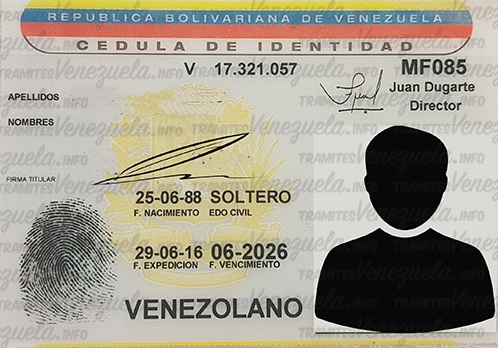 REPUBLICA BOLIVARIANA DE VENEZUELA
CEDULA DE IDENTIDAD
V 17.321.057
MF085
Juan Dugarte
Director
APELLIDOS
NOMBRES
FIRMA TITULAR
25-06-88 SOLTERO
F. NACIMIENTO EDO CIVIL
29-06-16 06-2026
F. EXPEDICION F. VENCIMIENTO
VENEZOLANO
TRAMITESVenezuela.INFO